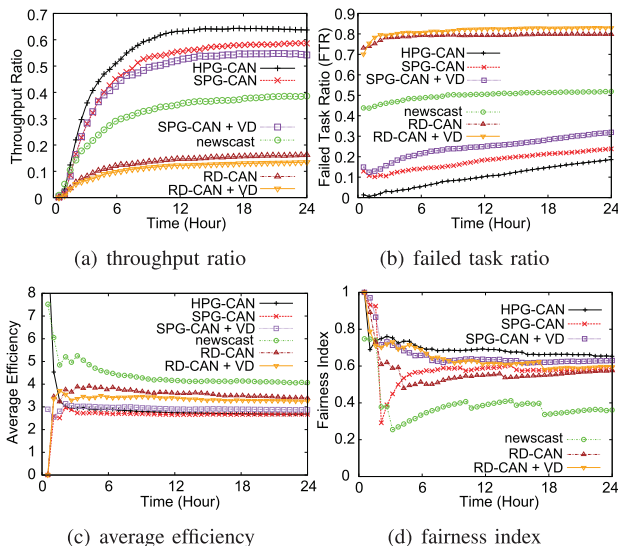 0.7
0.6
0.5
0.4
0.3
0.2
0.1
0
Throughput Ratio
HPG-CAN
SPG-CAN
SPG-CAN + VD
newscast
RD-CAN
RD-CAN + VD
6 12 18 24
Time (Hour)
(a) throughput ratio
0.9
0.8
0.7
0.6
0.5
0.4
0.3
0.2
0.1
0
Failed Task Ratio (FTR)
HPG-CAN
SPG-CAN
SPG-CAN + VD
newscast
RD-CAN
RD-CAN + VD
6 12 18 24
Time (Hour)
(b) failed task ratio
8
7
6
5
4
3
2
1
0
Average Efficiency
HPG-CAN
SPG-CAN
SPG-CAN + VD
newscast
RD-CAN
RD-CAN + VD
6 12 18 24
Time (Hour)
(c) average efficiency
1
0.8
0.6
0.4
0.2
0
Fairness Index
HPG-CAN
SPG-CAN
SPG-CAN + VD
newscast
RD-CAN
RD-CAN + VD
6 12 18 24
Time (Hour)
(d) fairness index